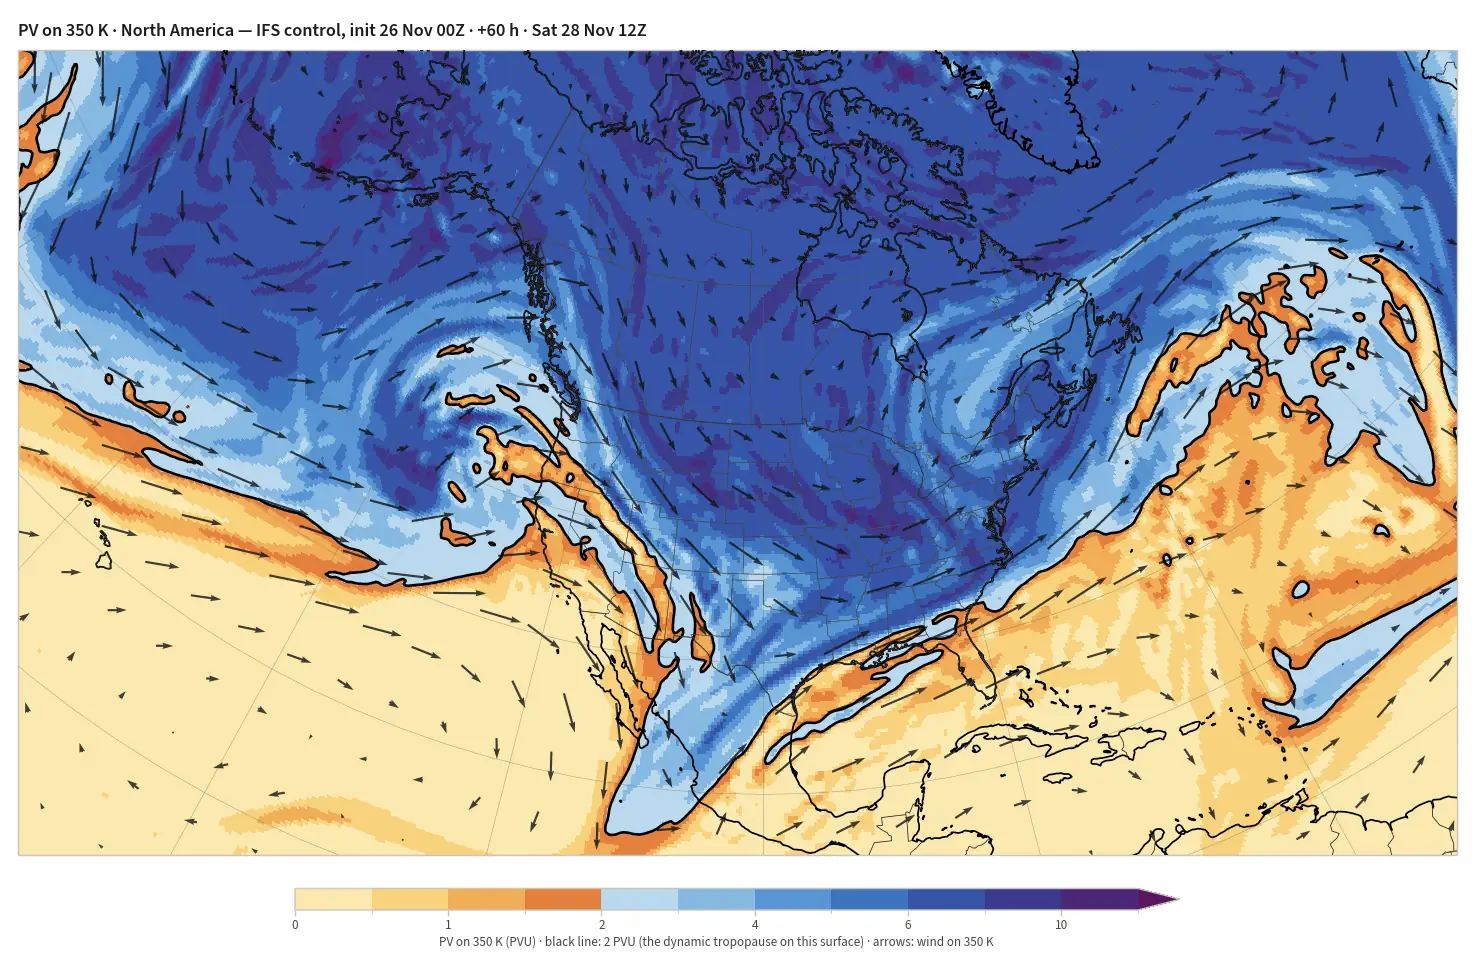 PV on 350 K · North America — IFS control, init 26 Nov 00Z · +60 h · Sat 28 Nov 12Z
0 1 2 4 6 10
PV on 350 K (PVU) · black line: 2 PVU (the dynamic tropopause on this surface) · arrows: wind on 350 K